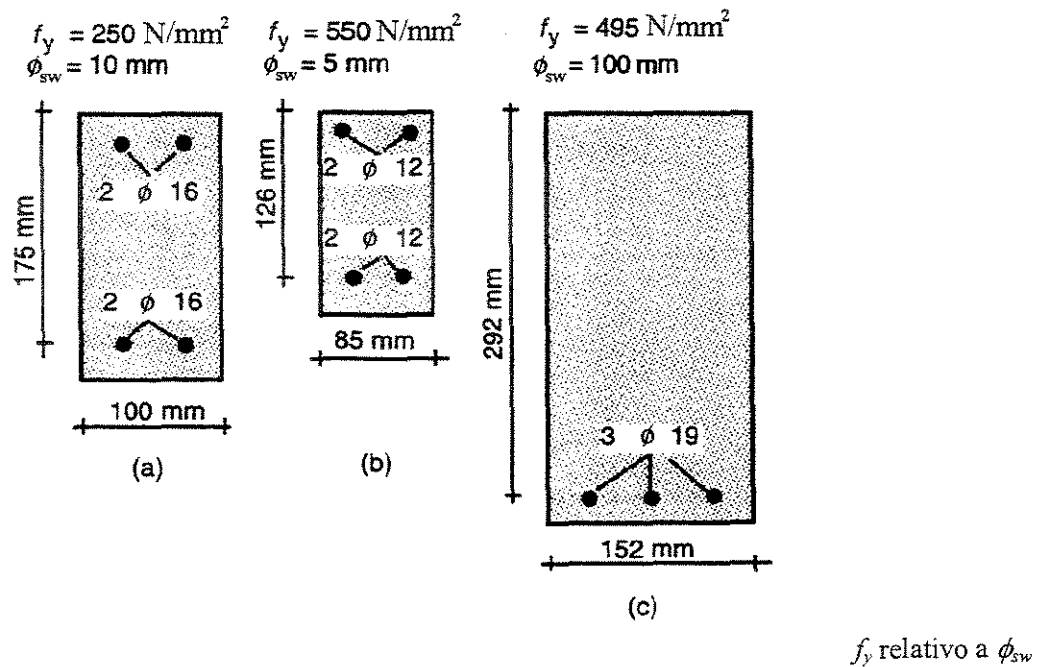 f_y = 250 N/mm²
ϕ_sw = 10 mm
175 mm
2 ϕ 16
2 ϕ 16
100 mm
(a)
f_y = 550 N/mm²
ϕ_sw = 5 mm
126 mm
2 ϕ 12
2 ϕ 12
85 mm
(b)
f_y = 495 N/mm²
ϕ_sw = 100 mm
292 mm
3 ϕ 19
152 mm
(c)
f_y relativo a ϕ_sw